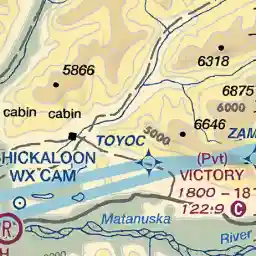 6318
5866
6875
6000
cabin cabin
TOYOC
5000
6646
ZAM
HICKALOON
WX CAM
(Pvt)
VICTORY
1800 - 18
122.9 C
Matanuska
River
R
H